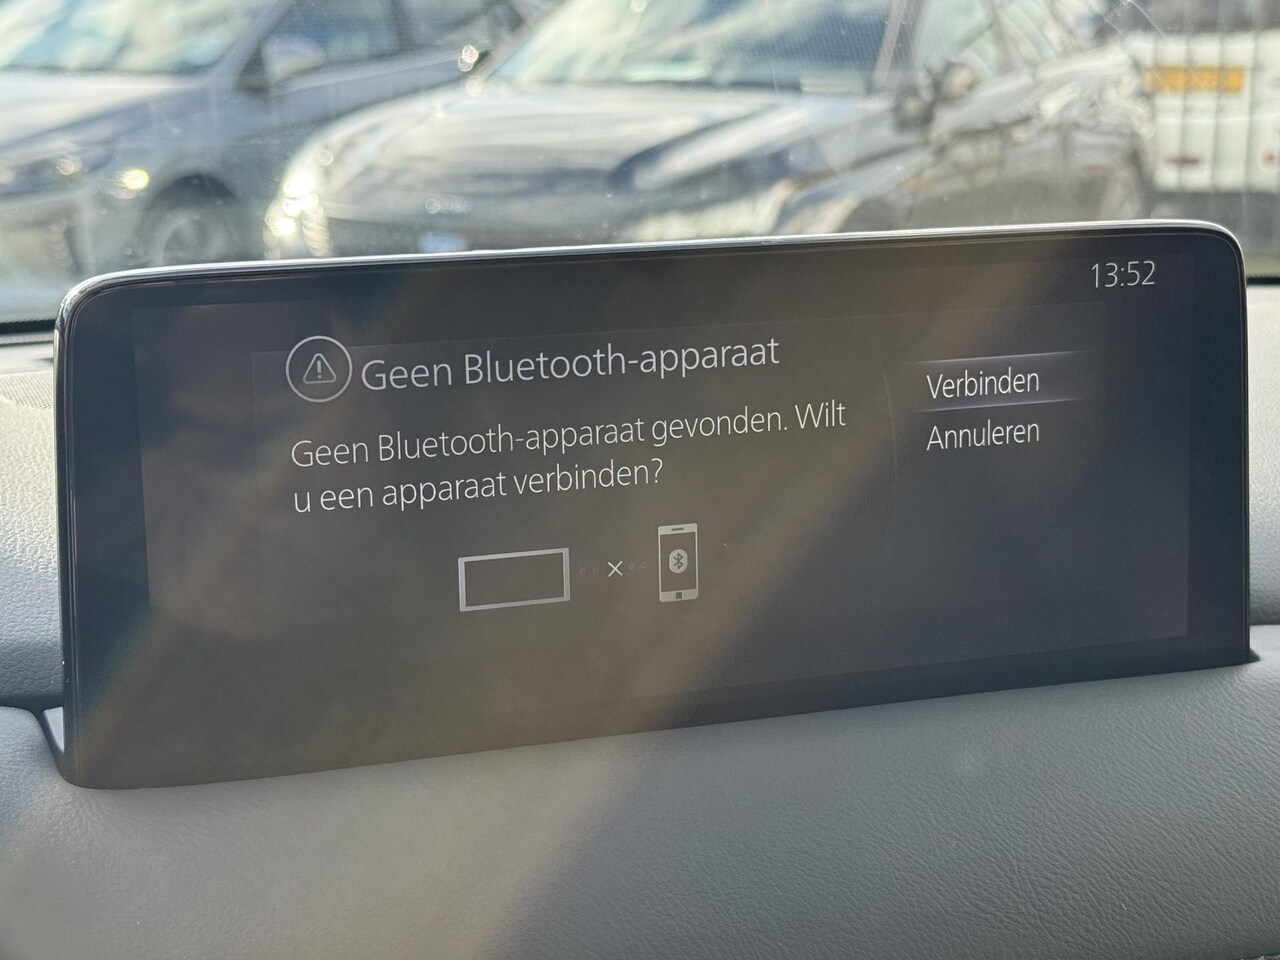 13:52
Geen Bluetooth-apparaat
Geen Bluetooth-apparaat gevonden. Wilt
u een apparaat verbinden?
Verbinden
Annuleren